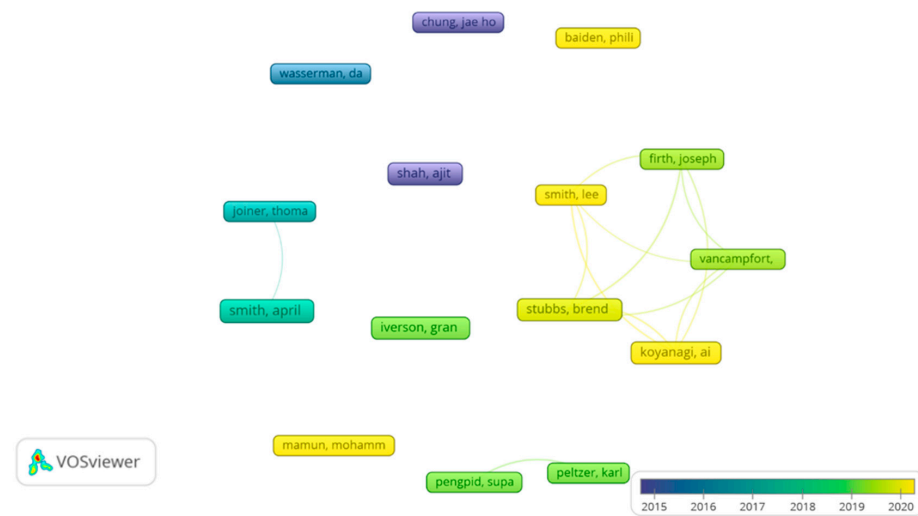 chung, jae ho
baiden, phili
wasserman, da
firth, joseph
shah, ajit
smith, lee
joiner, thoma
vancampfort,
smith, april
stubbs, brend
iverson, gran
koyanagi, ai
mamun, mohamm
peltzer, karl
pengpid, supa
VOSviewer
2015 2016 2017 2018 2019 2020